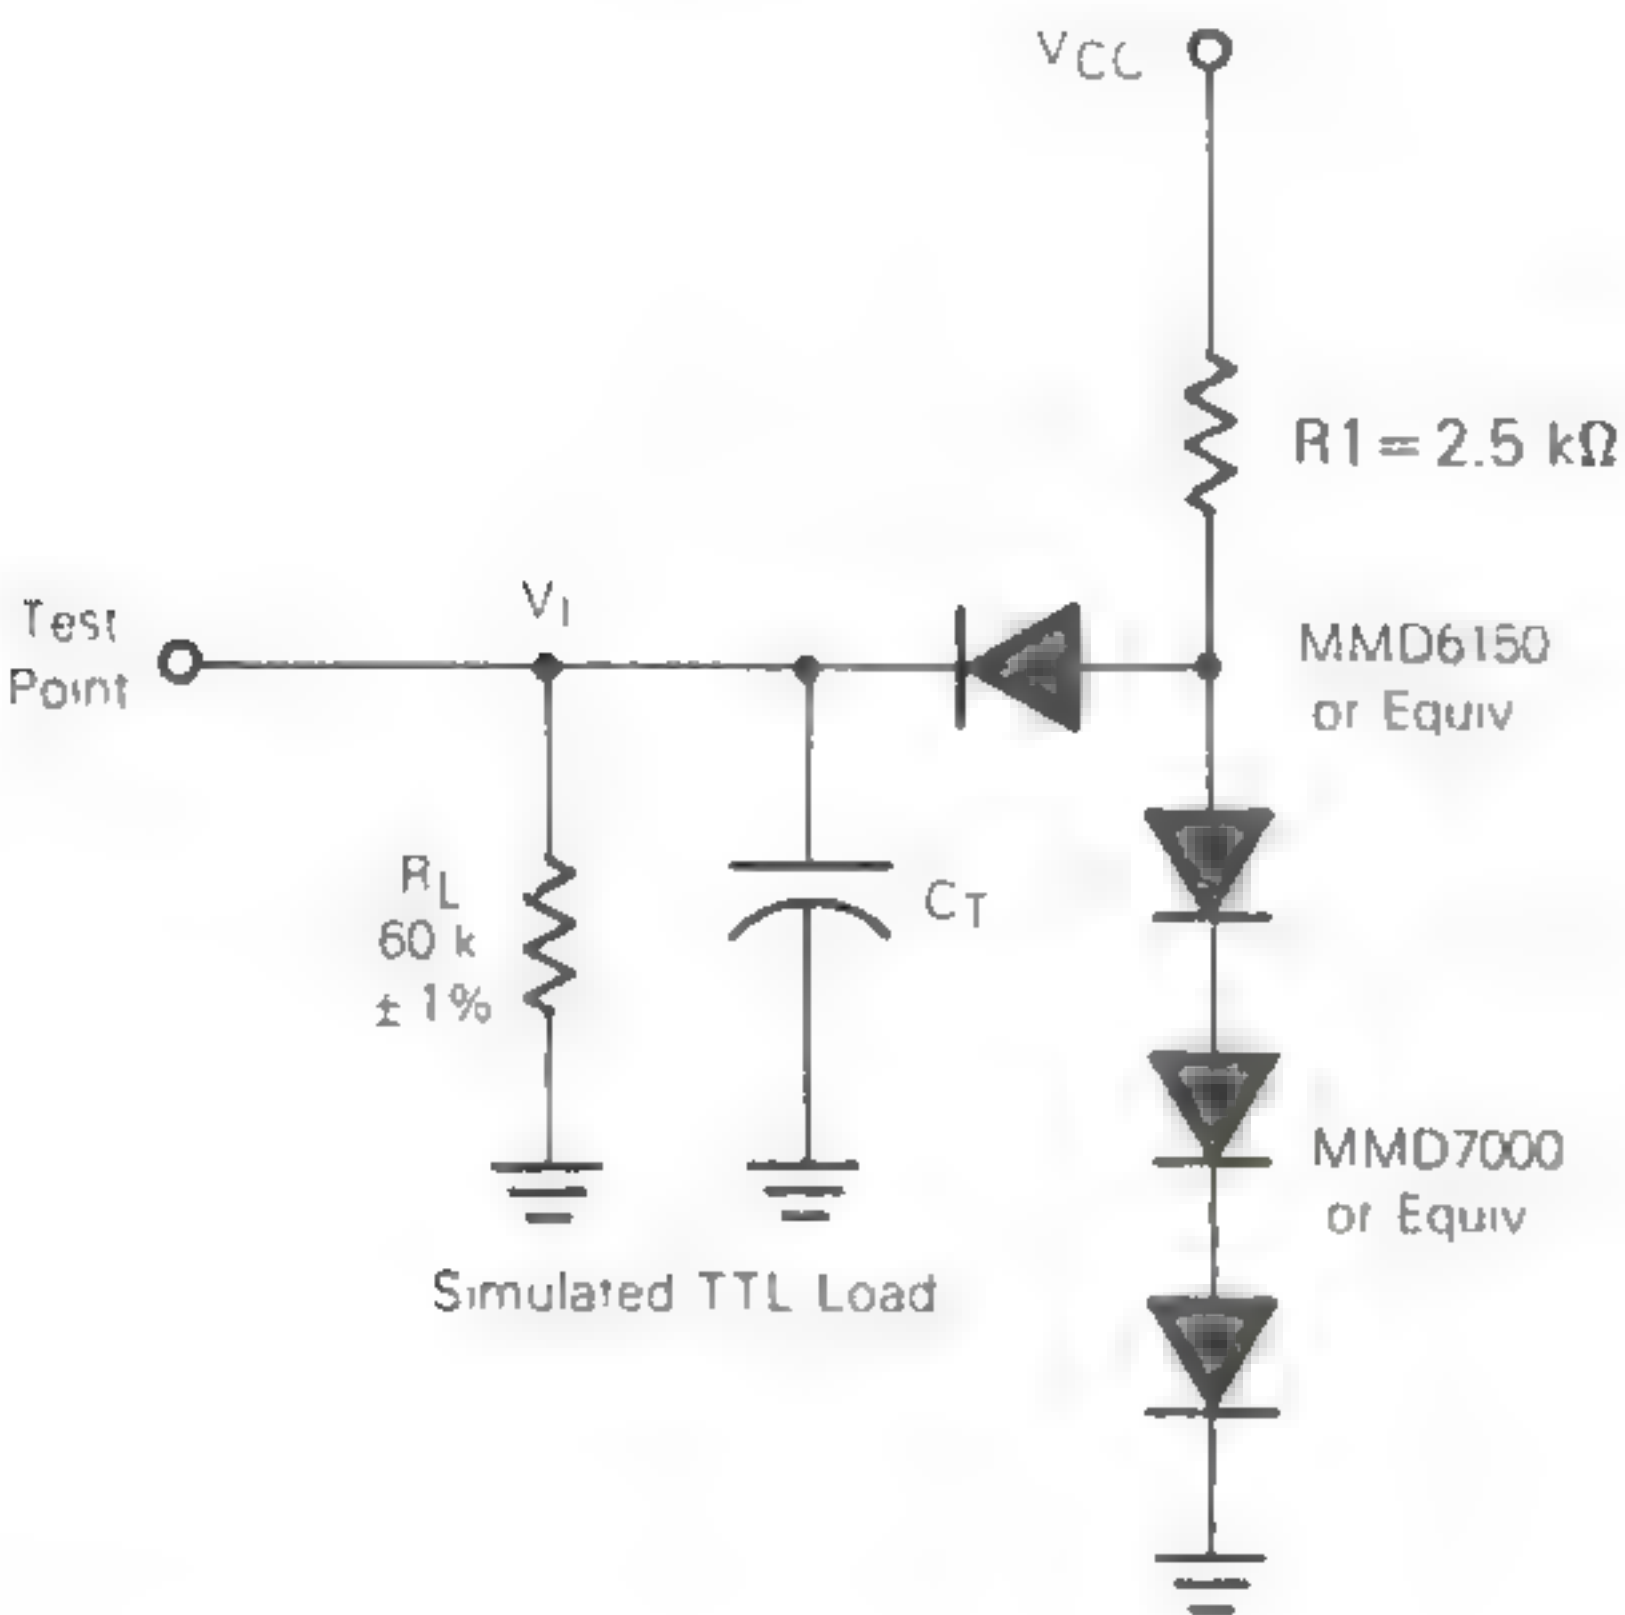 VCC
R1 = 2.5 kΩ
Test
Point
VI
MMD6150
or Equiv
RL
60 k
± 1%
CT
MMD7000
or Equiv
Simulated TTL Load